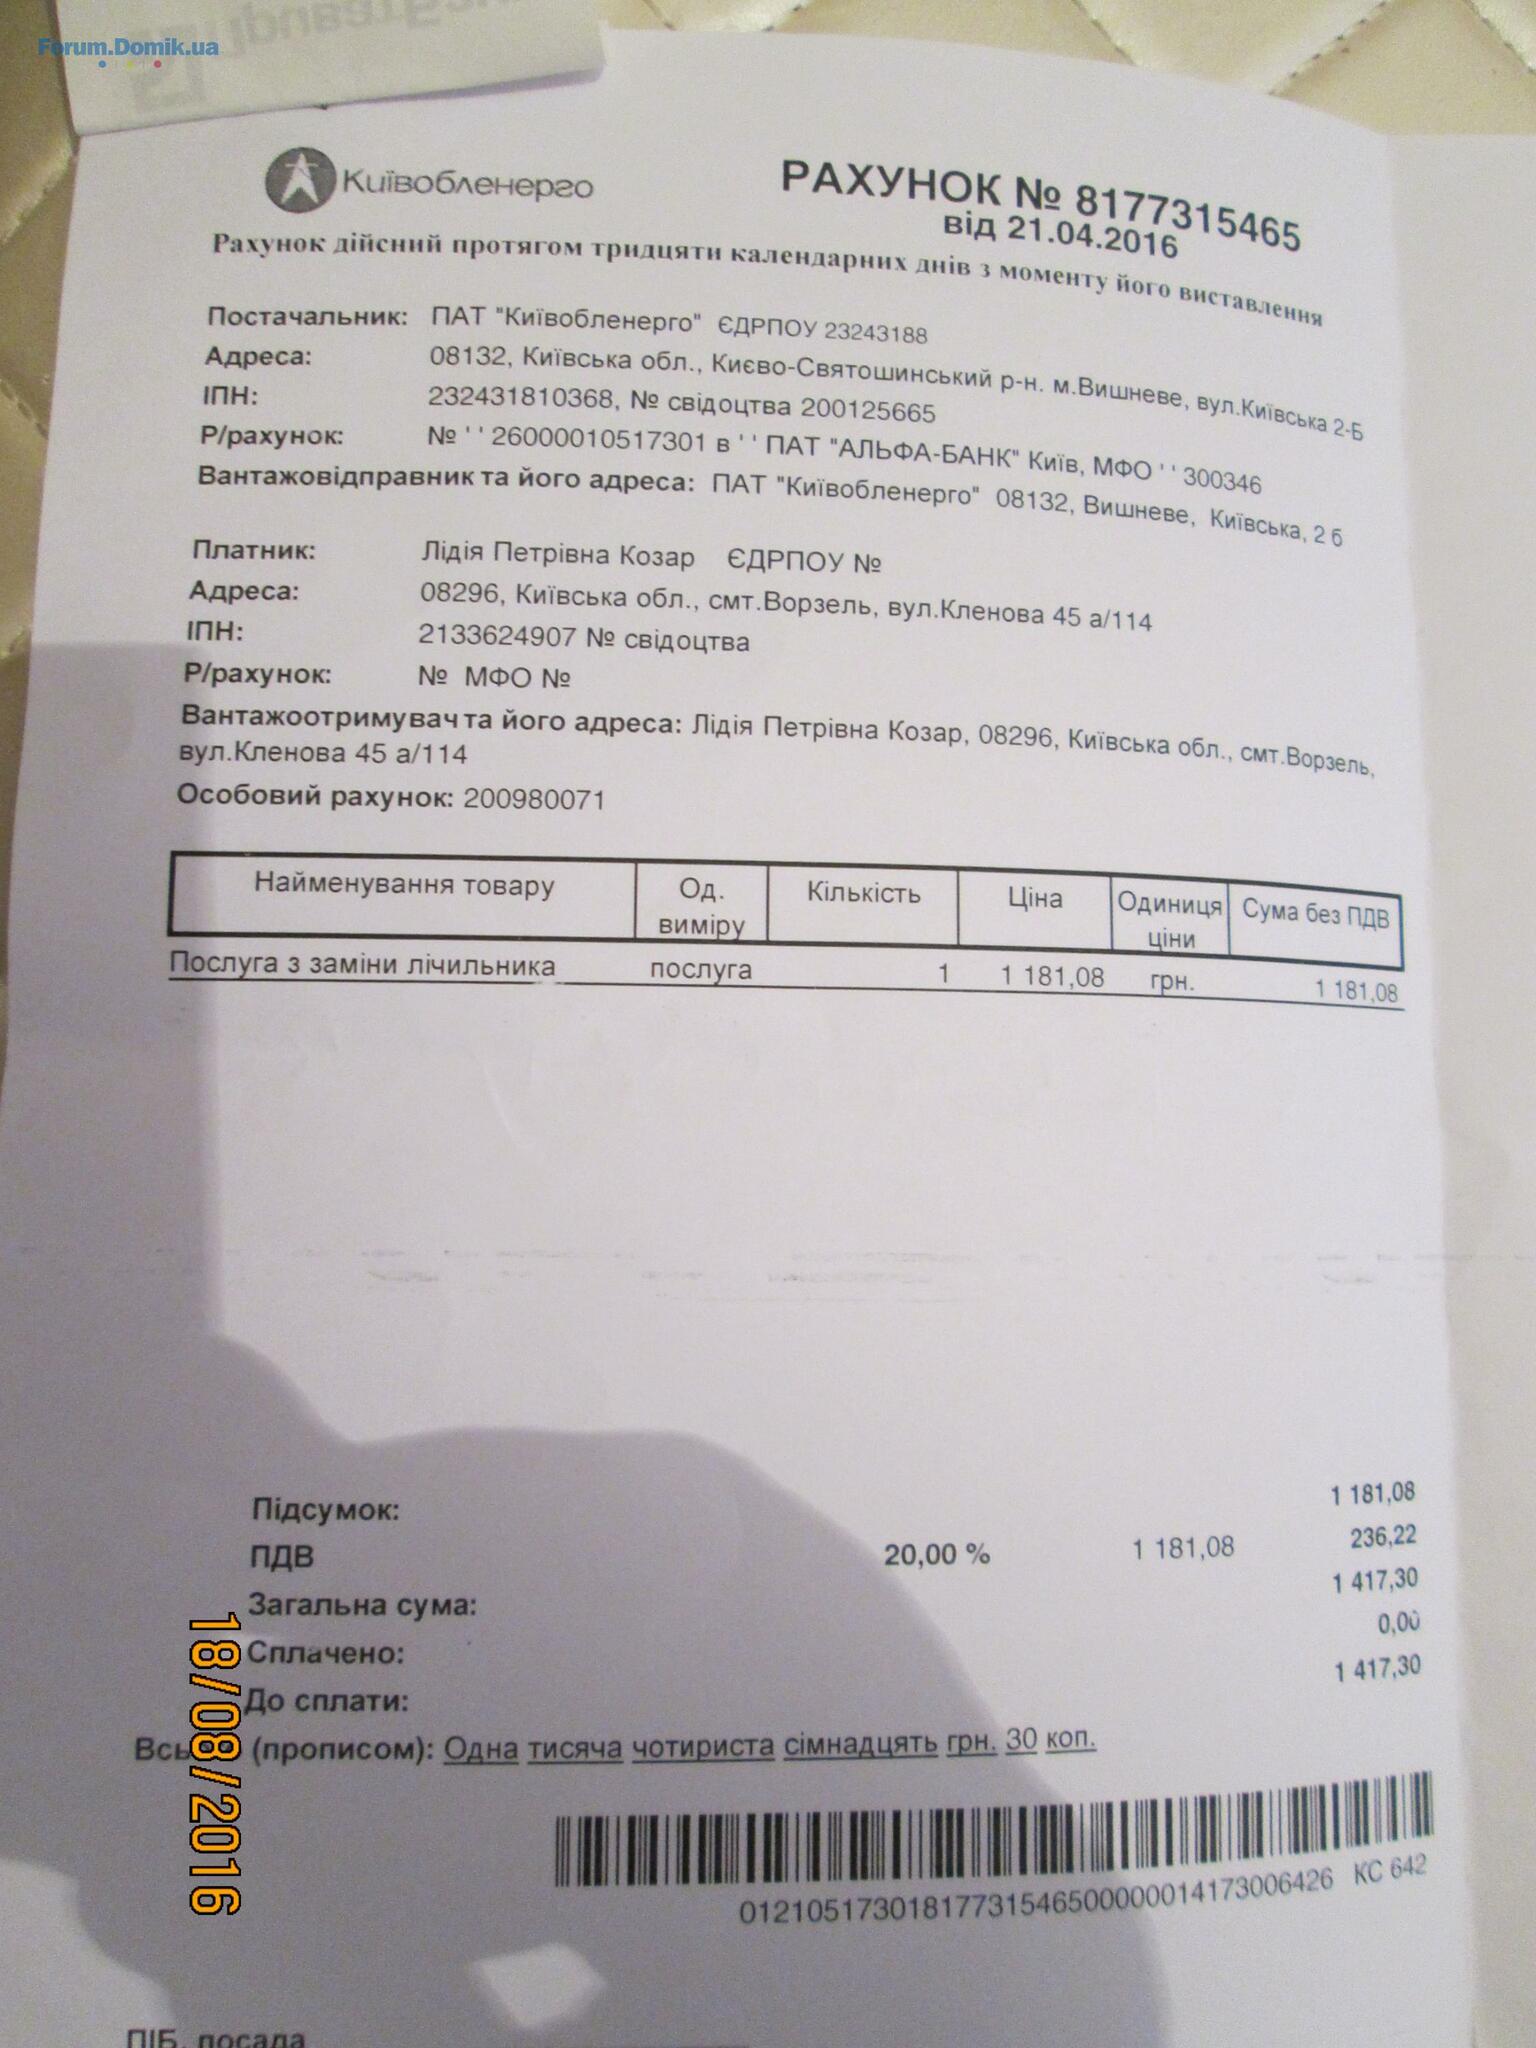 ПриватБанк
Forum.Domik.ua
Київобленерго
РАХУНОК № 8177315465
від 21.04.2016
Рахунок дійсний протягом тридцяти календарних днів з моменту його виставлення
Постачальник: ПАТ "Київобленерго" ЄДРПОУ 23243188
Адреса: 08132, Київська обл., Києво-Святошинський р-н. м.Вишневе, вул.Київська 2-Б
ІПН: 232431810368, № свідоцтва 200125665
Р/рахунок: № ' ' 26000010517301 в ' ' ПАТ "АЛЬФА-БАНК" Київ, МФО ' ' 300346
Вантажовідправник та його адреса: ПАТ "Київобленерго" 08132, Вишневе, Київська, 2 б
Платник: Лідія Петрівна Козар ЄДРПОУ №
Адреса: 08296, Київська обл., смт.Ворзель, вул.Кленова 45 а/114
ІПН: 2133624907 № свідоцтва
Р/рахунок: № МФО №
Вантажоотримувач та його адреса: Лідія Петрівна Козар, 08296, Київська обл., смт.Ворзель,
вул.Кленова 45 а/114
Особовий рахунок: 200980071
Найменування товару Од. виміру Кількість Ціна Одиниця ціни Сума без ПДВ
Послуга з заміни лічильника послуга 1 1 181,08 грн. 1 181,08
Підсумок: 1 181,08
ПДВ 20,00 % 1 181,08 236,22
Загальна сума: 1 417,30
Сплачено: 0,00
До сплати: 1 417,30
(прописом): Одна тисяча чотириста сімнадцять грн. 30 коп.
0121051730181773154650000001417300642​6 КС 642
18/08/2016
ПІБ, посада